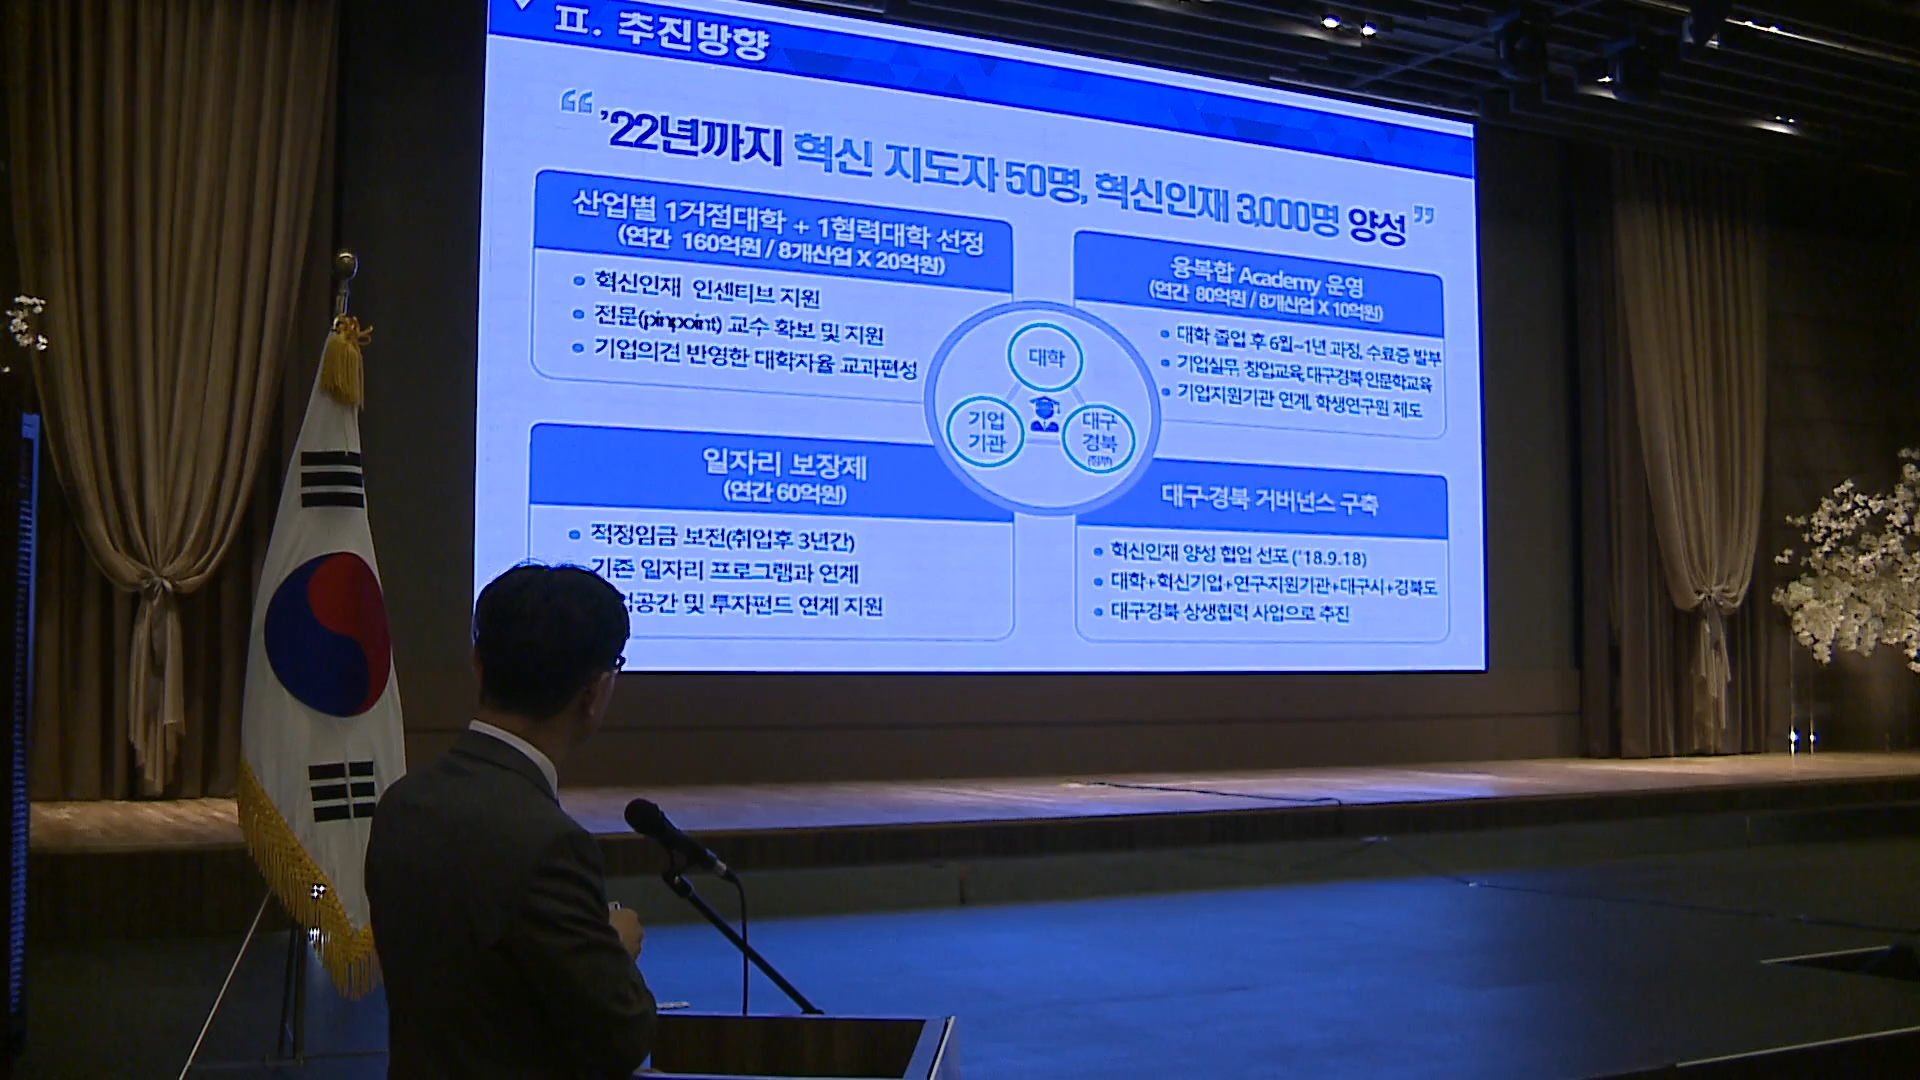 Ⅱ. 추진방향
“’22년까지 혁신 지도자 50명, 혁신인재 3,000명 양성”
산업별 1거점대학 + 1협력대학 선정
(연간 160억원 / 8개산업 X 20억원)
혁신인재 인센티브 지원
전문(pinpoint) 교수 확보 및 지원
기업의견 반영한 대학자율 교과편성
융복합 Academy 운영
(연간 80억원 / 8개산업 X 10억원)
대학 졸업 후 6월~1년 과정, 수료증 발부
기업실무, 창업교육, 대구경북 인문학교육
기업지원기관 연계, 학생연구원 제도
대학
기업
기관
대구
경북
(정부)
일자리 보장제
(연간 60억원)
적정임금 보전(취업후 3년간)
기존 일자리 프로그램과 연계
공간 및 투자펀드 연계 지원
대구·경북 거버넌스 구축
혁신인재 양성 협업 선포('18.9.18)
대학+혁신기업+연구·지원기관+대구시+경북도
대구경북 상생협력 사업으로 추진